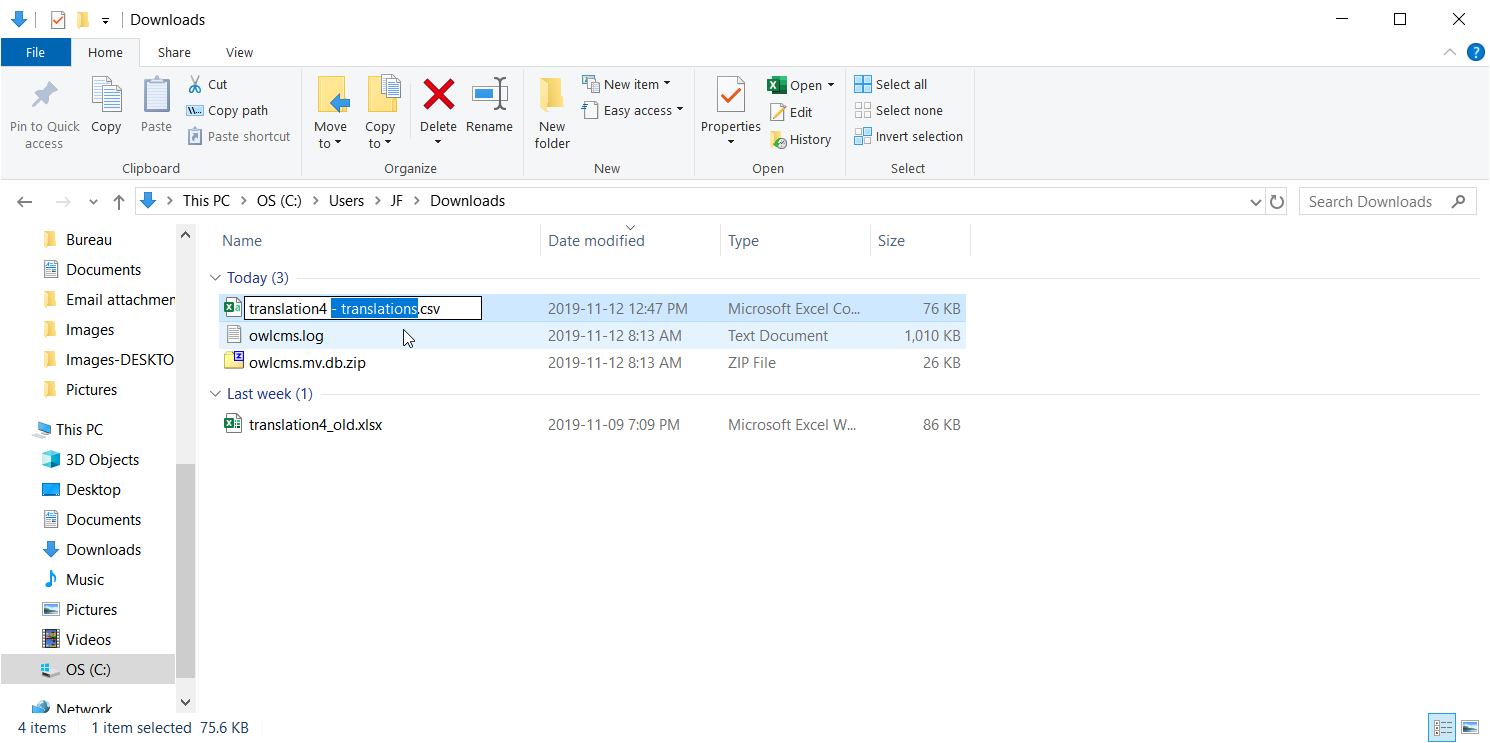 Downloads
File Home Share View
Pin to Quick access
Copy
Paste
Cut
Copy path
Paste shortcut
Clipboard
Move to
Copy to
Delete
Rename
Organize
New folder
New item
Easy access
New
Properties
Open
Edit
History
Open
Select all
Select none
Invert selection
Select
This PC > OS (C:) > Users > JF > Downloads
Search Downloads
Bureau
Documents
Email attachmen
Images
Images-DESKTO
Pictures
This PC
3D Objects
Desktop
Documents
Downloads
Music
Pictures
Videos
OS (C:)
Network
Name Date modified Type Size
Today (3)
translation4 - translations.csv 2019-11-12 12:47 PM Microsoft Excel Co... 76 KB
owlcms.log 2019-11-12 8:13 AM Text Document 1,010 KB
owlcms.mv.db.zip 2019-11-12 8:13 AM ZIP File 26 KB
Last week (1)
translation4_old.xlsx 2019-11-09 7:09 PM Microsoft Excel W... 86 KB
4 items 1 item selected 75.6 KB